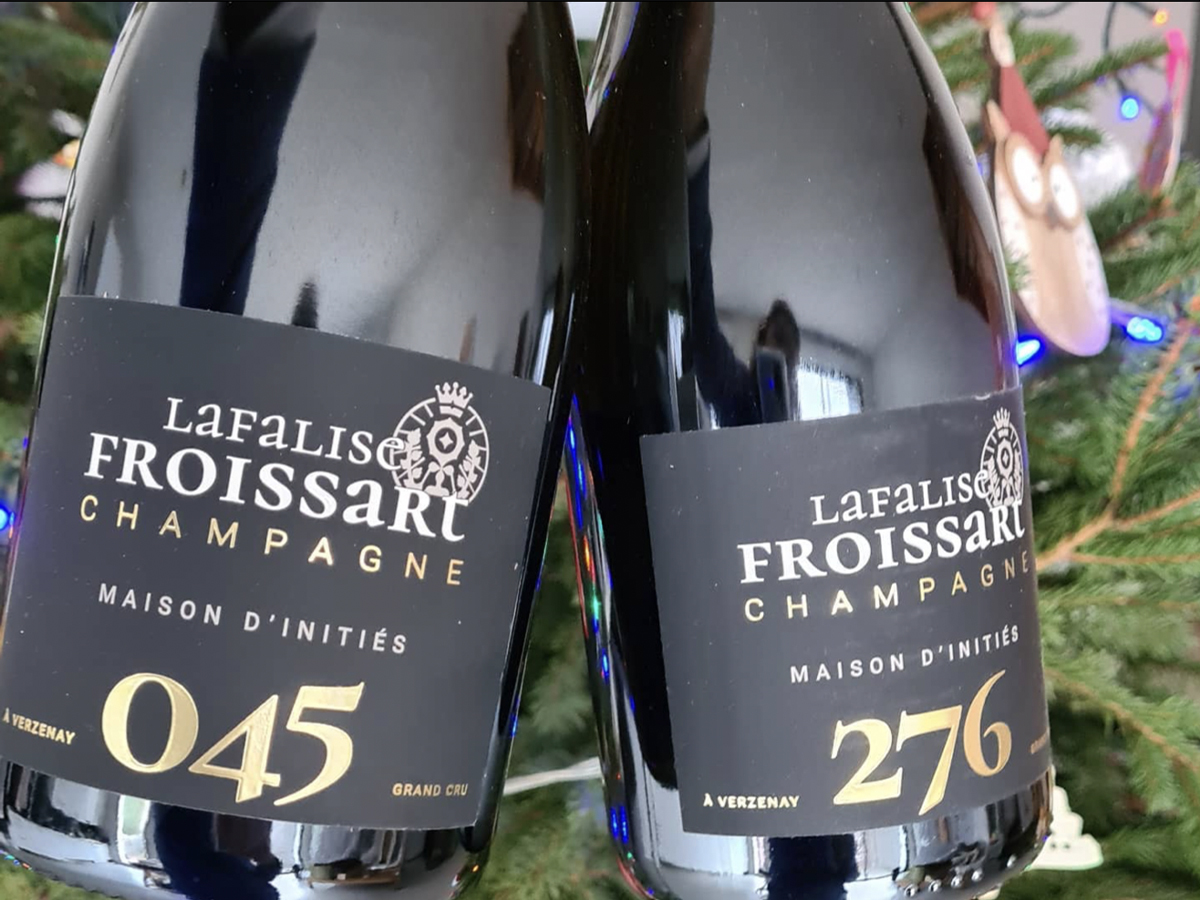 LaFaLISe
FROISSaRt
CHAMPAGNE
MAISON D'INITIÉS
À VERZENAY
045
GRAND CRU
LaFaLISe
FROISSaRt
CHAMPAGNE
MAISON D'INITIÉS
276
À VERZENAY